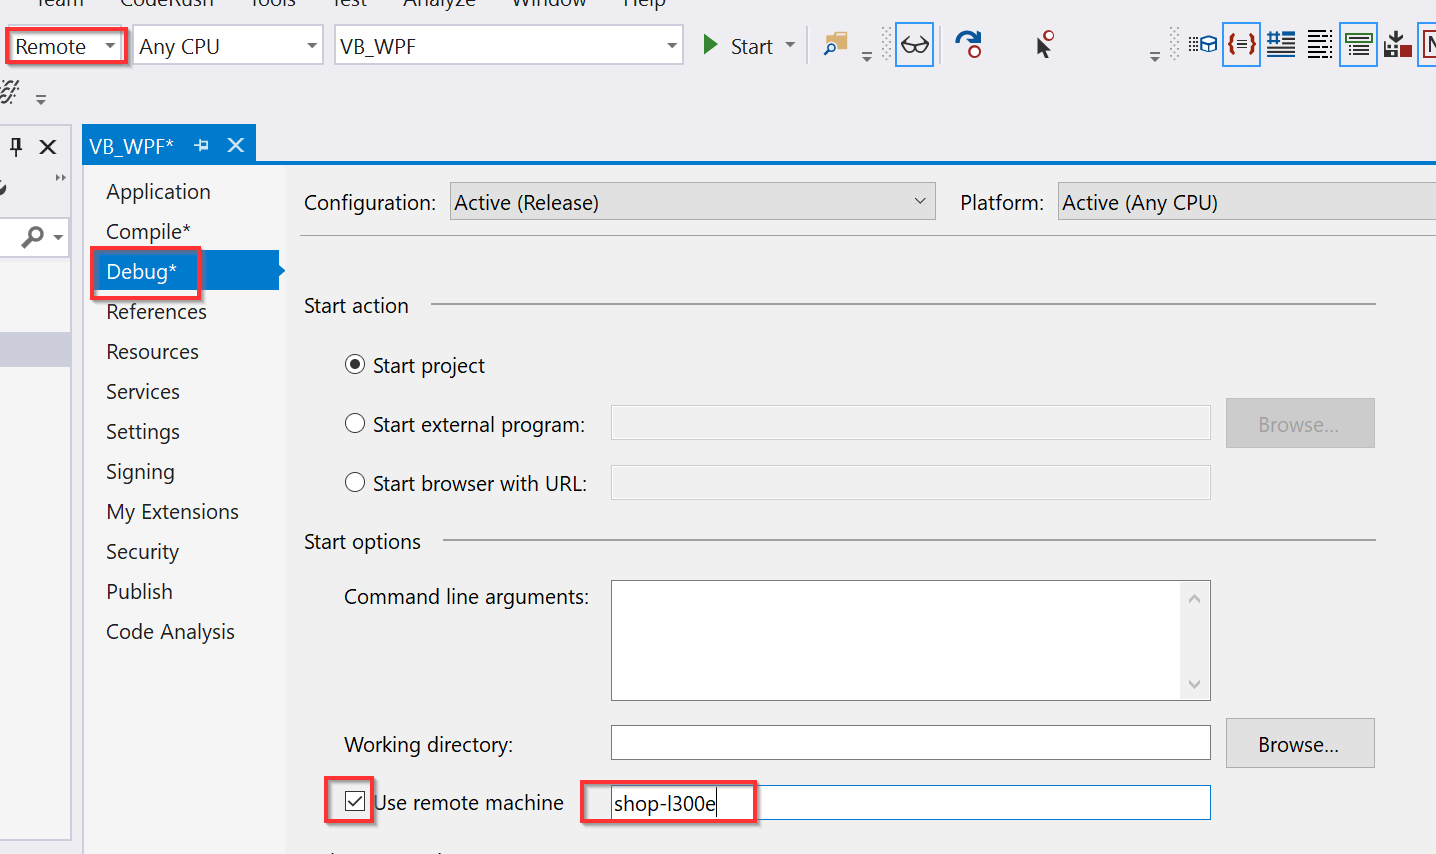 Team CodeRush Tools Test Analyze Window Help
Remote Any CPU VB_WPF Start
VB_WPF*
Application
Compile*
Debug*
References
Resources
Services
Settings
Signing
My Extensions
Security
Publish
Code Analysis
Configuration: Active (Release) Platform: Active (Any CPU)
Start action
Start project
Start external program: Browse...
Start browser with URL:
Start options
Command line arguments:
Working directory: Browse...
Use remote machine shop-l300e